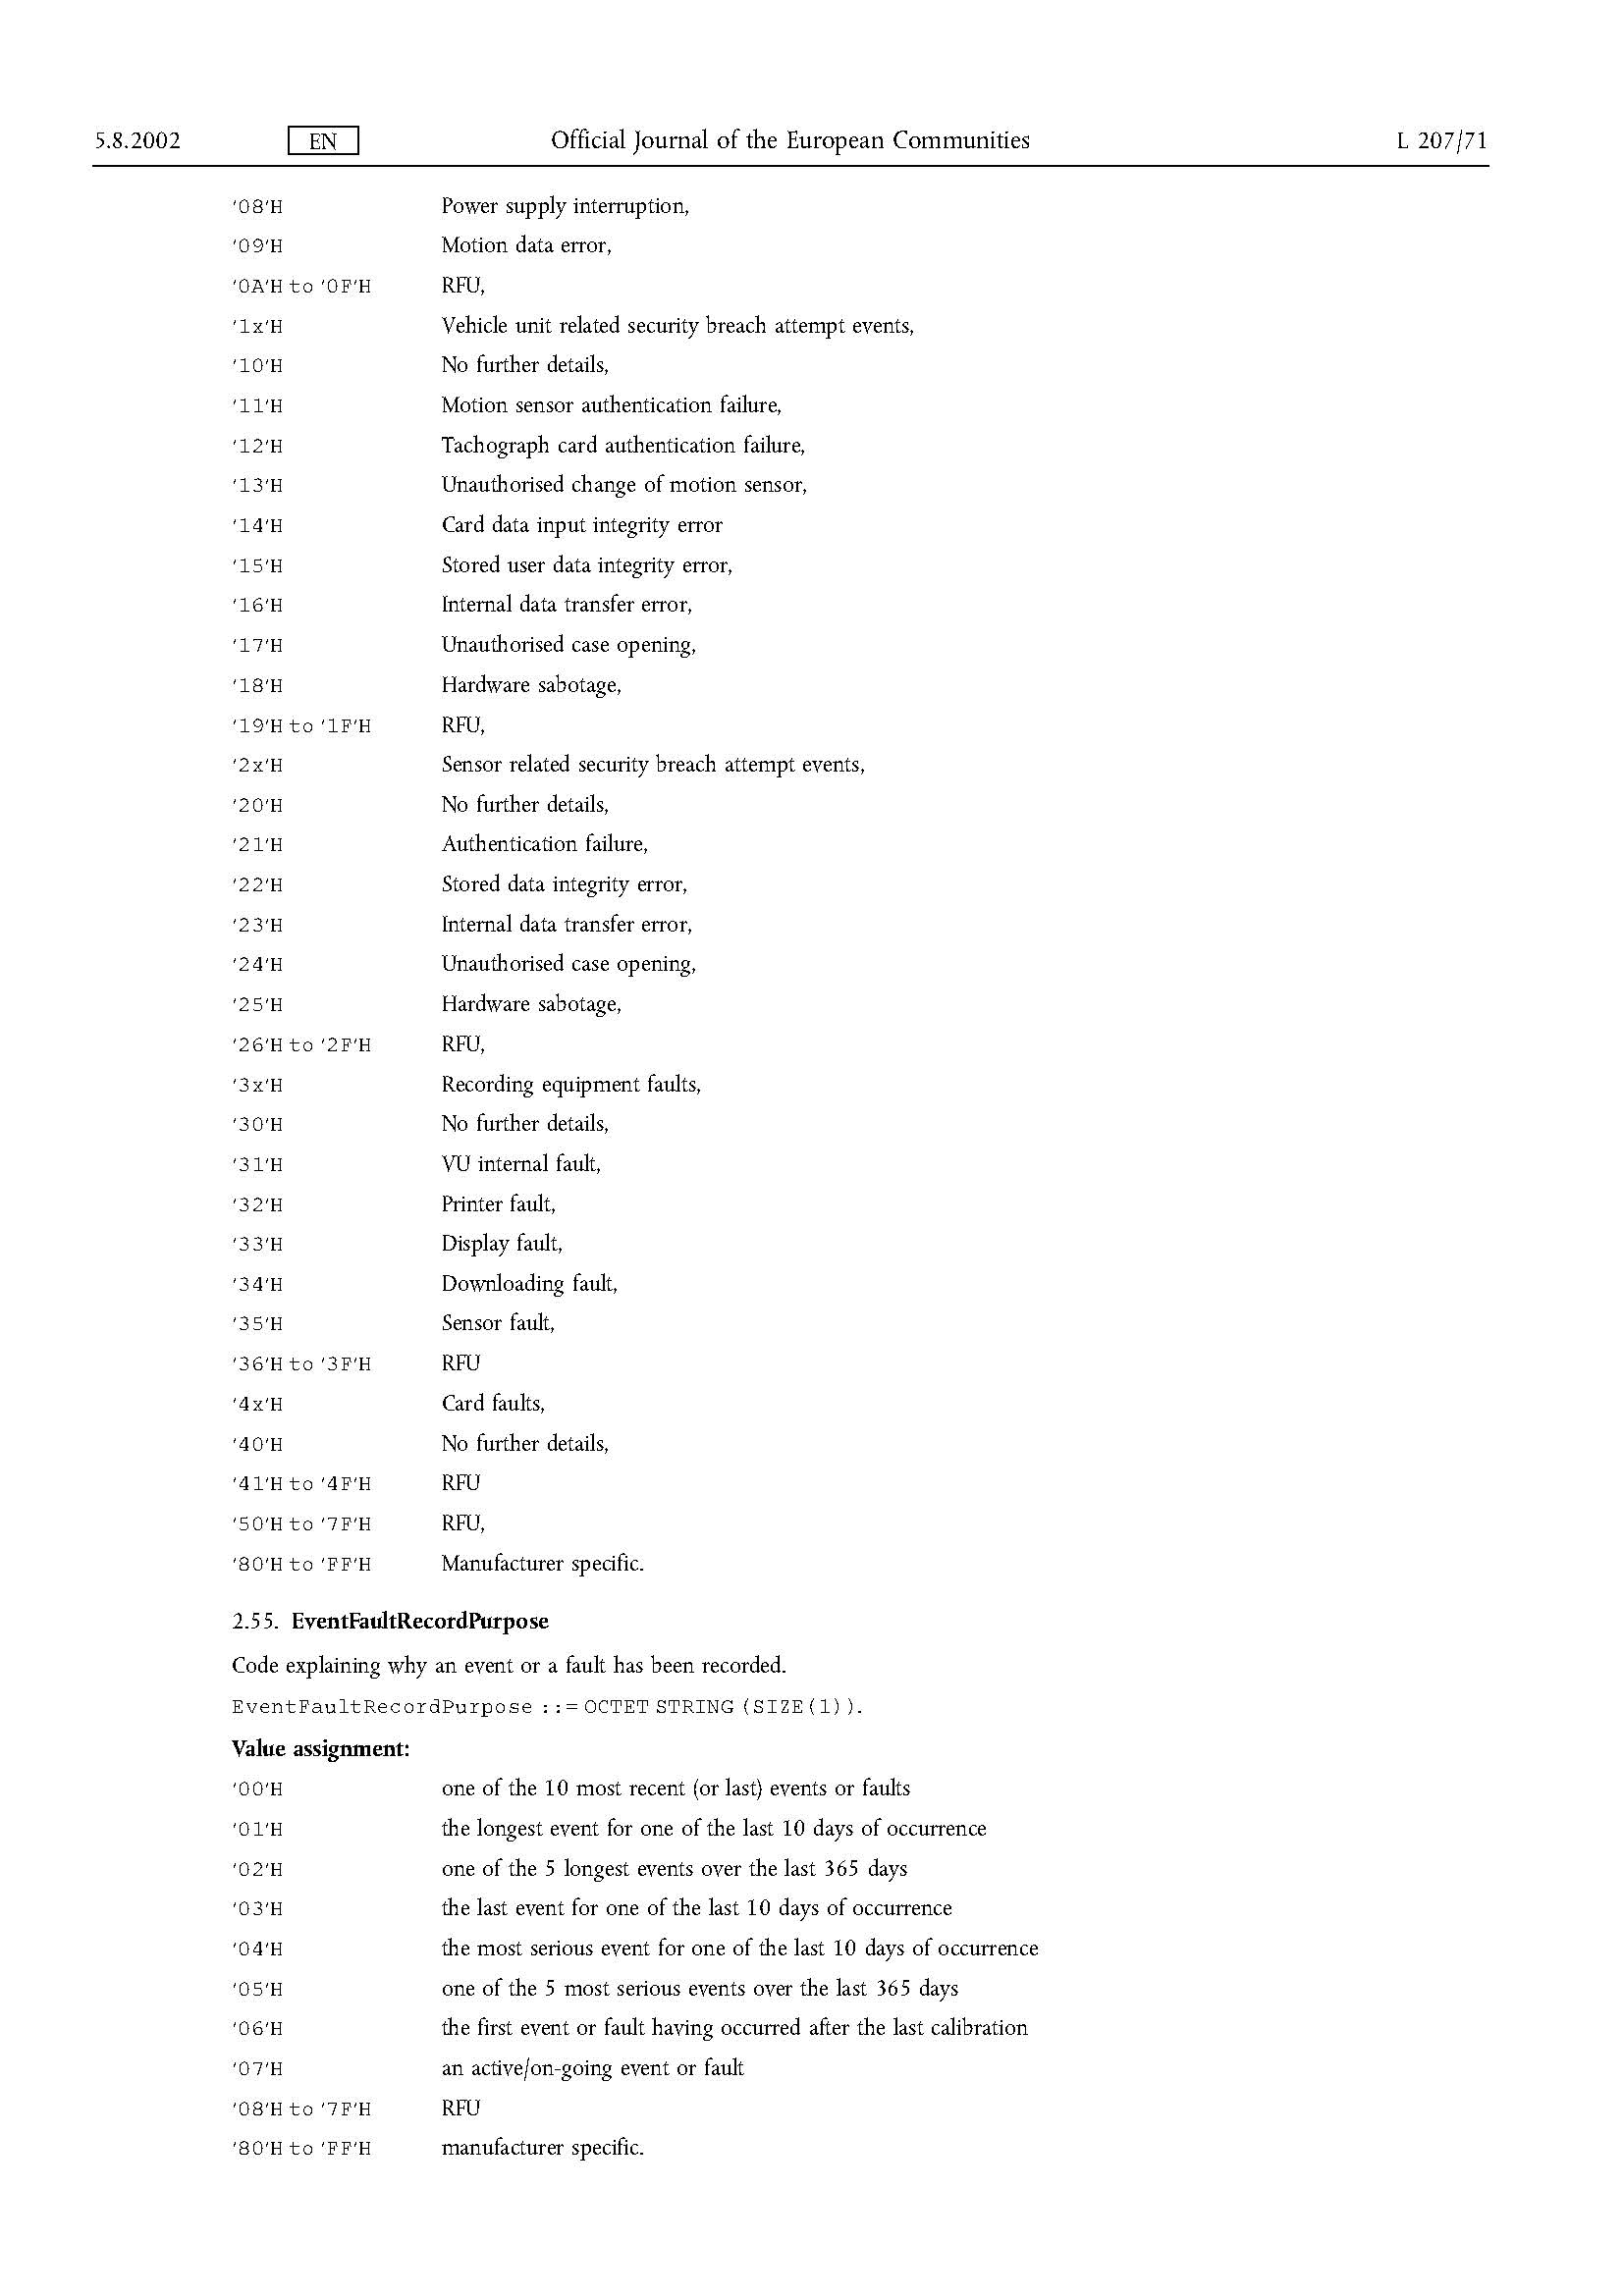 5.8.2002 EN Official Journal of the European Communities L 207/71
'08'H Power supply interruption,
'09'H Motion data error,
'0A'H to '0F'H RFU,
'1x'H Vehicle unit related security breach attempt events,
'10'H No further details,
'11'H Motion sensor authentication failure,
'12'H Tachograph card authentication failure,
'13'H Unauthorised change of motion sensor,
'14'H Card data input integrity error
'15'H Stored user data integrity error,
'16'H Internal data transfer error,
'17'H Unauthorised case opening,
'18'H Hardware sabotage,
'19'H to '1F'H RFU,
'2x'H Sensor related security breach attempt events,
'20'H No further details,
'21'H Authentication failure,
'22'H Stored data integrity error,
'23'H Internal data transfer error,
'24'H Unauthorised case opening,
'25'H Hardware sabotage,
'26'H to '2F'H RFU,
'3x'H Recording equipment faults,
'30'H No further details,
'31'H VU internal fault,
'32'H Printer fault,
'33'H Display fault,
'34'H Downloading fault,
'35'H Sensor fault,
'36'H to '3F'H RFU
'4x'H Card faults,
'40'H No further details,
'41'H to '4F'H RFU
'50'H to '7F'H RFU,
'80'H to 'FF'H Manufacturer specific.
2.55. EventFaultRecordPurpose
Code explaining why an event or a fault has been recorded.
EventFaultRecordPurpose ::= OCTET STRING (SIZE(1)).
Value assignment:
'00'H one of the 10 most recent (or last) events or faults
'01'H the longest event for one of the last 10 days of occurrence
'02'H one of the 5 longest events over the last 365 days
'03'H the last event for one of the last 10 days of occurrence
'04'H the most serious event for one of the last 10 days of occurrence
'05'H one of the 5 most serious events over the last 365 days
'06'H the first event or fault having occurred after the last calibration
'07'H an active/on-going event or fault
'08'H to '7F'H RFU
'80'H to 'FF'H manufacturer specific.